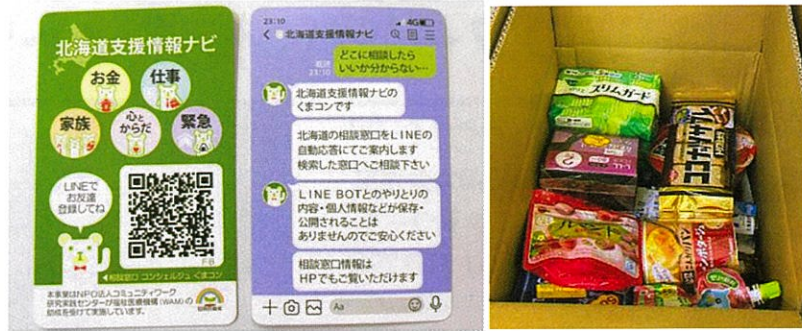 北海道支援情報ナビ
お金
仕事
家族
心と
からだ
緊急
LINEで
お友達
登録してね
FB
◀相談窓口 コンシェルジュ くまコン
本事業はNPO法人コミュニティワーク
研究実践センターが福祉医療機構(WAM)の
助成を受けて実施しています。
23:10
4G
北海道支援情報ナビ
どこに相談したら
いいか分からない…
既読
23:10
北海道支援情報ナビの
くまコンです
北海道の相談窓口をLINEの
自動応答にてご案内します
検索した窓口へご相談下さい
LINE BOTとのやりとりの
内容・個人情報などが保存・
公開されることは
ありませんのでご安心ください
相談窓口情報は
HPでもご覧いただけます
Aa
スリムガード
ココナッツ